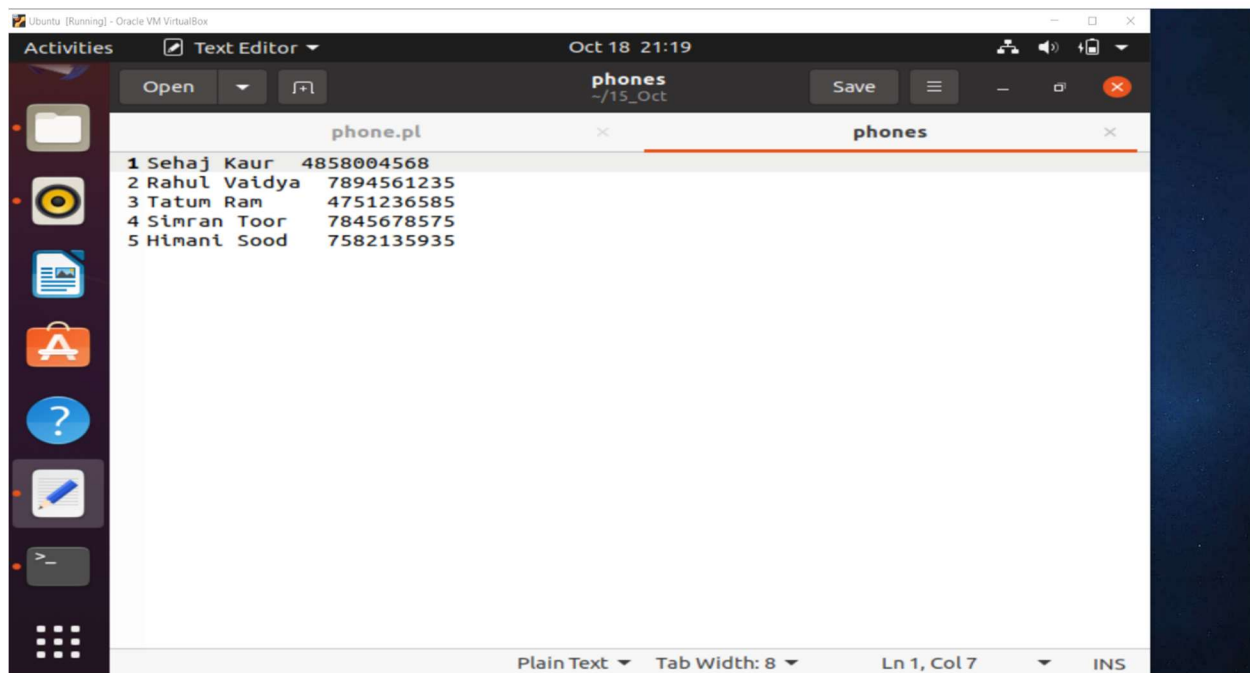 Ubuntu [Running] - Oracle VM VirtualBox
Activities Text Editor Oct 18 21:19
Open phones Save
~/15_Oct
phone.pl phones
1 Sehaj Kaur 4858004568
2 Rahul Vaidya 7894561235
3 Tatum Ram 4751236585
4 Simran Toor 7845678575
5 Himani Sood 7582135935
Plain Text Tab Width: 8 Ln 1, Col 7 INS